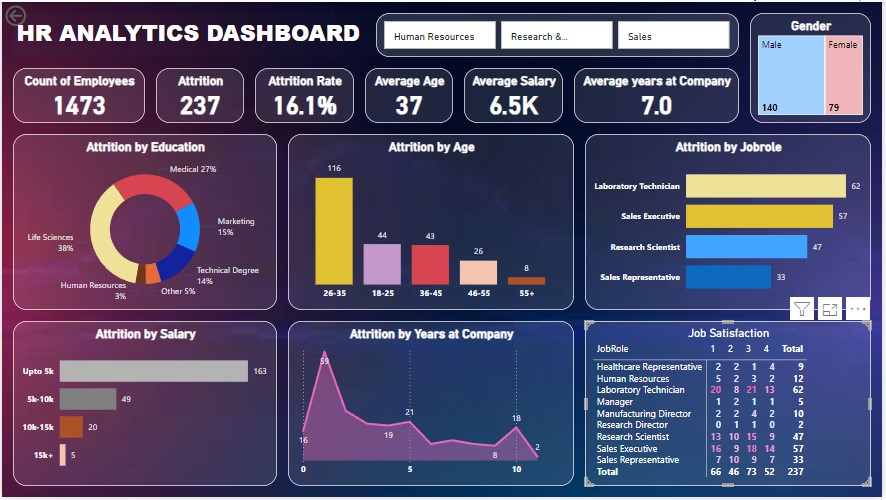 HR ANALYTICS DASHBOARD
Human Resources
Research &...
Sales
Gender
Male
Female
140
79
Count of Employees
1473
Attrition
237
Attrition Rate
16.1%
Average Age
37
Average Salary
6.5K
Average years at Company
7.0
Attrition by Education
Medical 27%
Marketing
15%
Technical Degree
14%
Other 5%
Human Resources
3%
Life Sciences
38%
Attrition by Age
116
44
43
26
8
26-35 18-25 36-45 46-55 55+
Attrition by Jobrole
Laboratory Technician 62
Sales Executive 57
Research Scientist 47
Sales Representative 33
Attrition by Salary
Upto 5k 163
5k-10k 49
10k-15k 20
15k+ 5
Attrition by Years at Company
59
16
19
21
8
18
2
0 5 10
Job Satisfaction
JobRole 1 2 3 4 Total
Healthcare Representative 2 2 1 4 9
Human Resources 5 2 3 2 12
Laboratory Technician 20 8 21 13 62
Manager 1 2 1 1 5
Manufacturing Director 2 2 4 2 10
Research Director 0 1 1 0 2
Research Scientist 13 10 15 9 47
Sales Executive 16 9 18 14 57
Sales Representative 7 10 9 7 33
Total 66 46 73 52 237